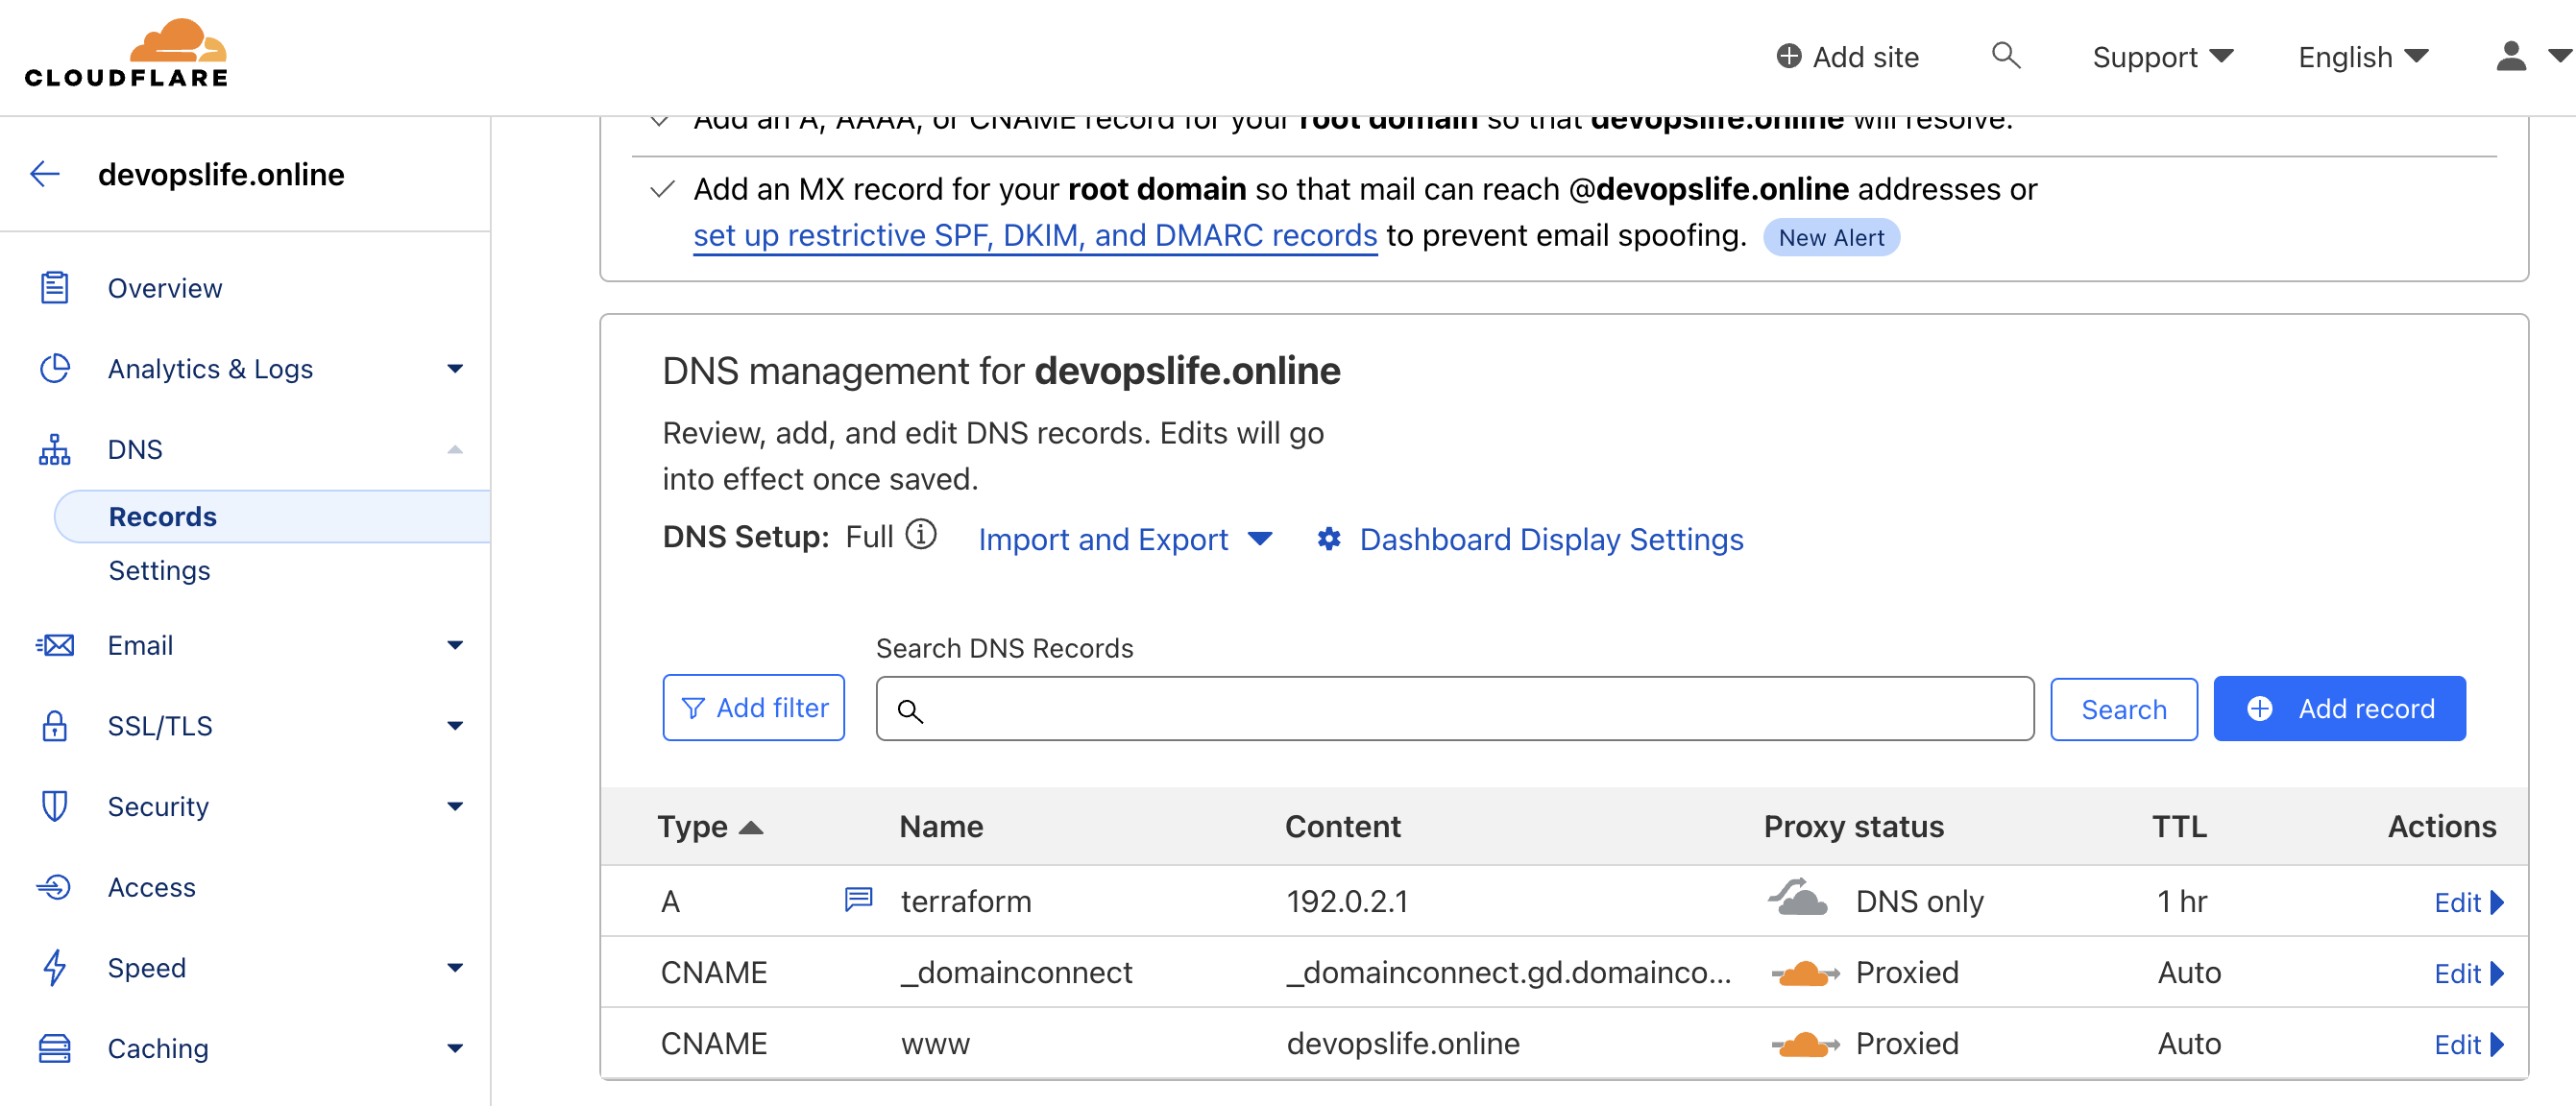 CLOUDFLARE
Add site
Support
English
devopslife.online
Overview
Analytics & Logs
DNS
Records
Settings
Email
SSL/TLS
Security
Access
Speed
Caching
Add an A, AAAA, or CNAME record for your root domain so that devopslife.online will resolve.
Add an MX record for your root domain so that mail can reach @devopslife.online addresses or
set up restrictive SPF, DKIM, and DMARC records to prevent email spoofing. New Alert
DNS management for devopslife.online
Review, add, and edit DNS records. Edits will go
into effect once saved.
DNS Setup: Full Import and Export Dashboard Display Settings
Search DNS Records
Add filter Search Add record
Type Name Content Proxy status TTL Actions
A terraform 192.0.2.1 DNS only 1 hr Edit
CNAME _domainconnect _domainconnect.gd.domainco... Proxied Auto Edit
CNAME www devopslife.online Proxied Auto Edit